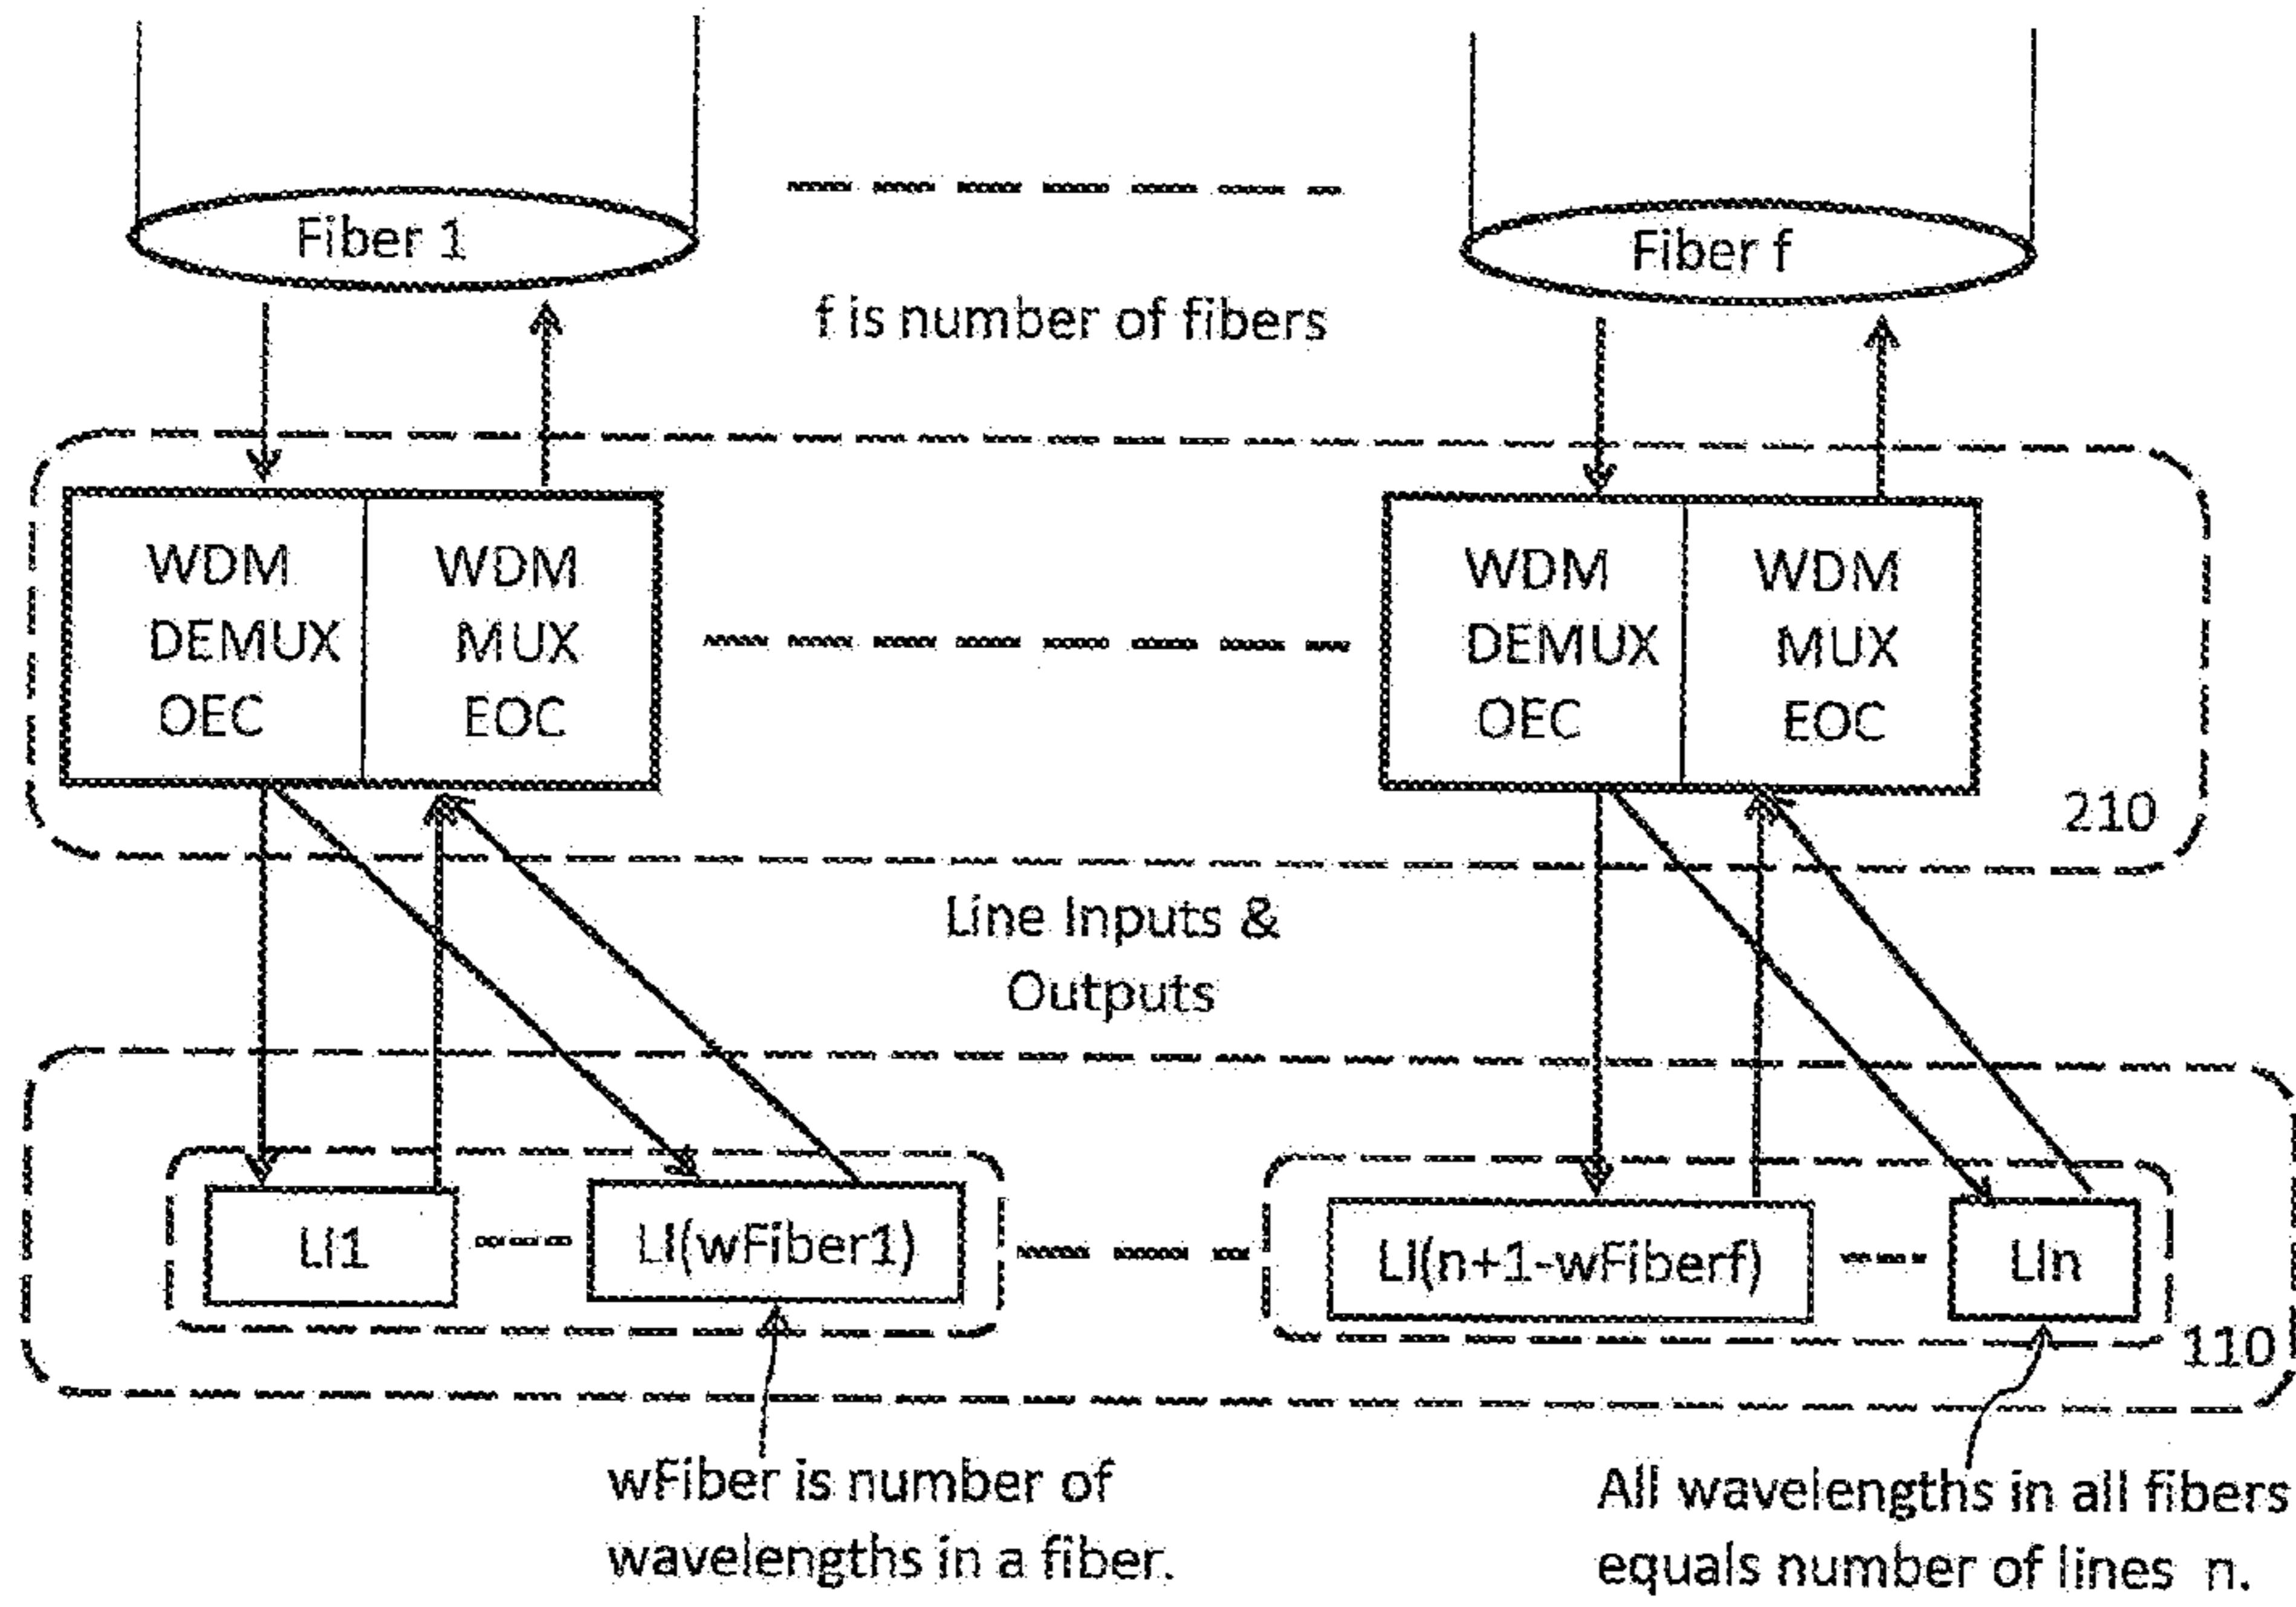 Fiber 1
Fiber f
f is number of fibers
WDM
DEMUX
OEC
WDM
MUX
EOC
WDM
DEMUX
OEC
WDM
MUX
EOC
210
Line Inputs &
Outputs
LI1
LI(wFiber1)
LI(n+1-wFiberf)
LIn
110
wFiber is number of
wavelengths in a fiber.
All wavelengths in all fibers
equals number of lines n.